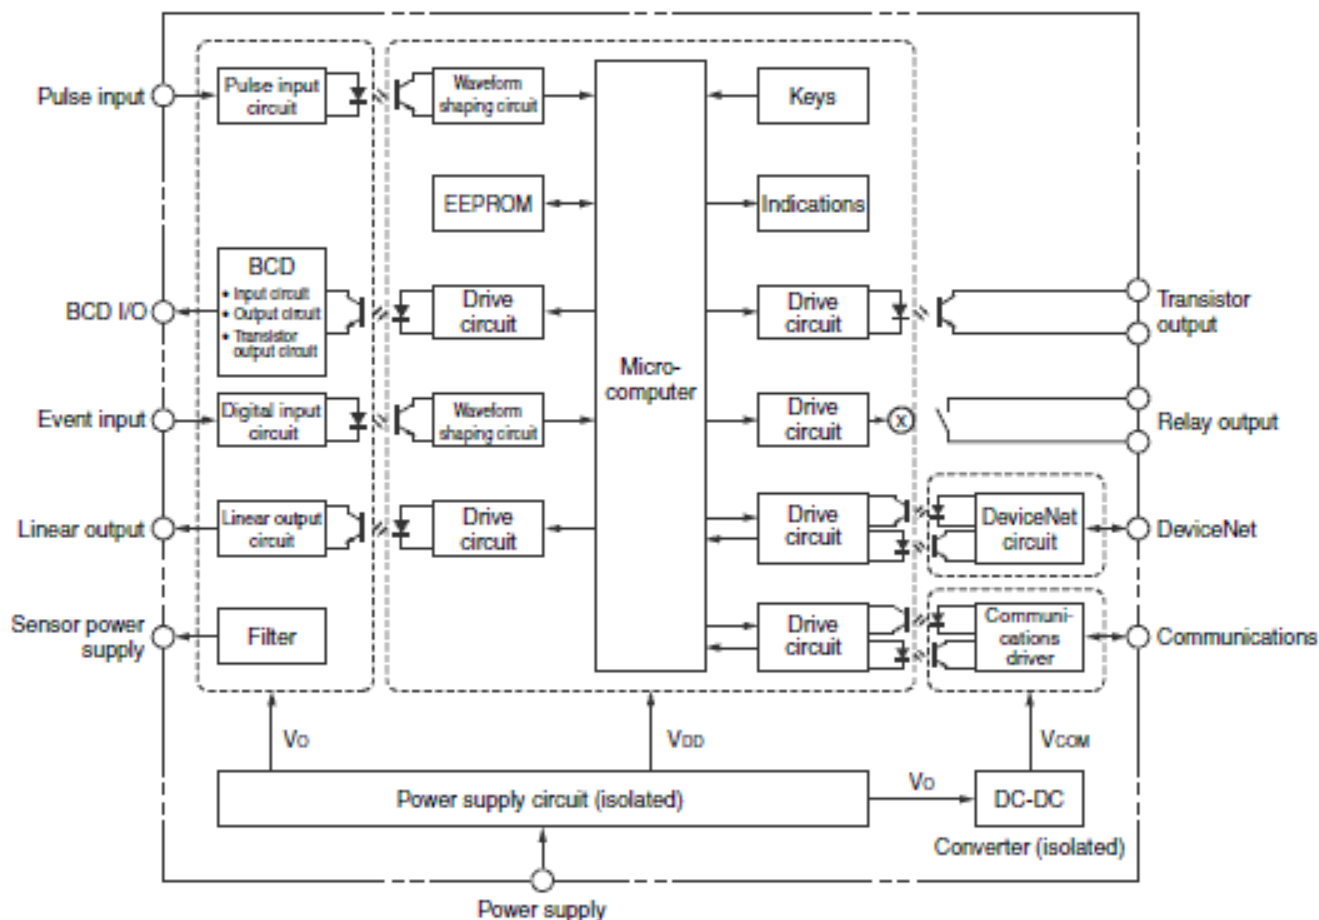 Pulse input
Pulse input
circuit
Waveform
shaping circuit
Keys
EEPROM
Indications
BCD I/O
BCD
• Input circuit
• Output circuit
• Transistor
output circuit
Drive
circuit
Micro-
computer
Drive
circuit
Transistor
output
Event input
Digital input
circuit
Waveform
shaping circuit
Drive
circuit
X
Relay output
Linear output
Linear output
circuit
Drive
circuit
Drive
circuit
DeviceNet
circuit
DeviceNet
Sensor power
supply
Filter
Drive
circuit
Communi-
cations
driver
Communications
VO
VDD
VCOM
Power supply circuit (isolated)
VO
DC-DC
Converter (isolated)
Power supply